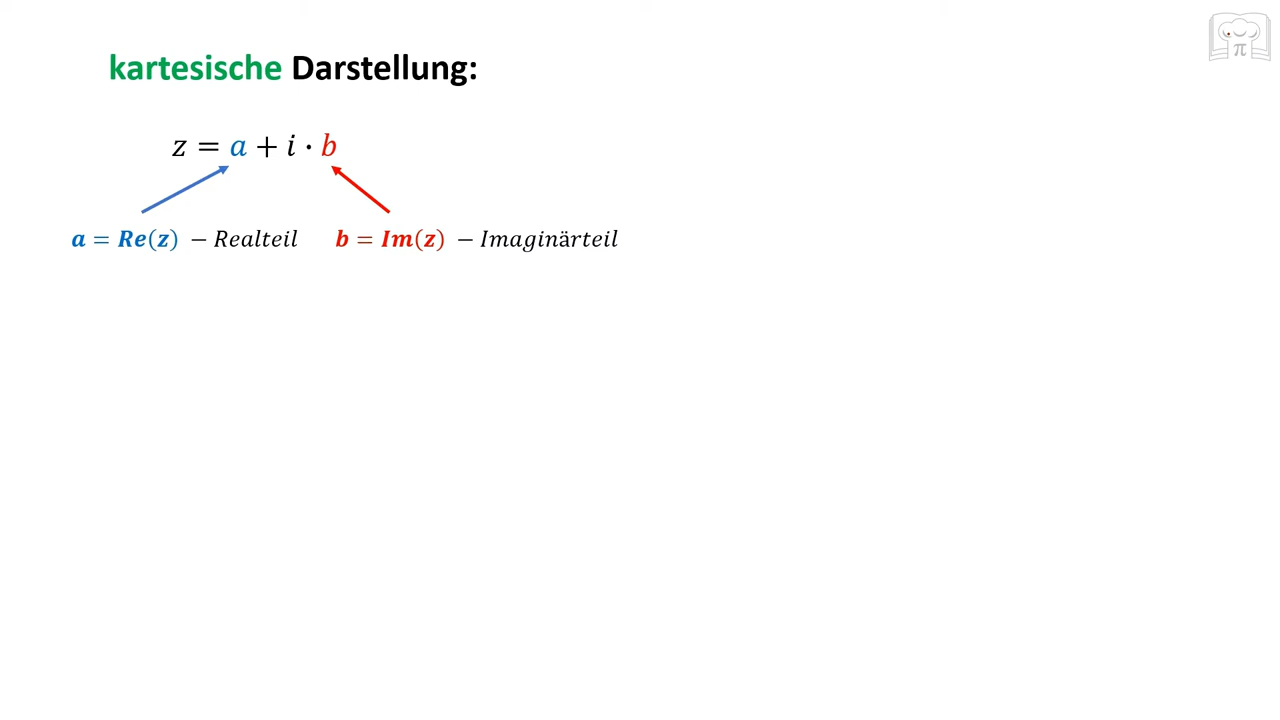 kartesische Darstellung:
z = a + i · b
a = Re(z) − Realteil b = Im(z) − Imaginärteil
π